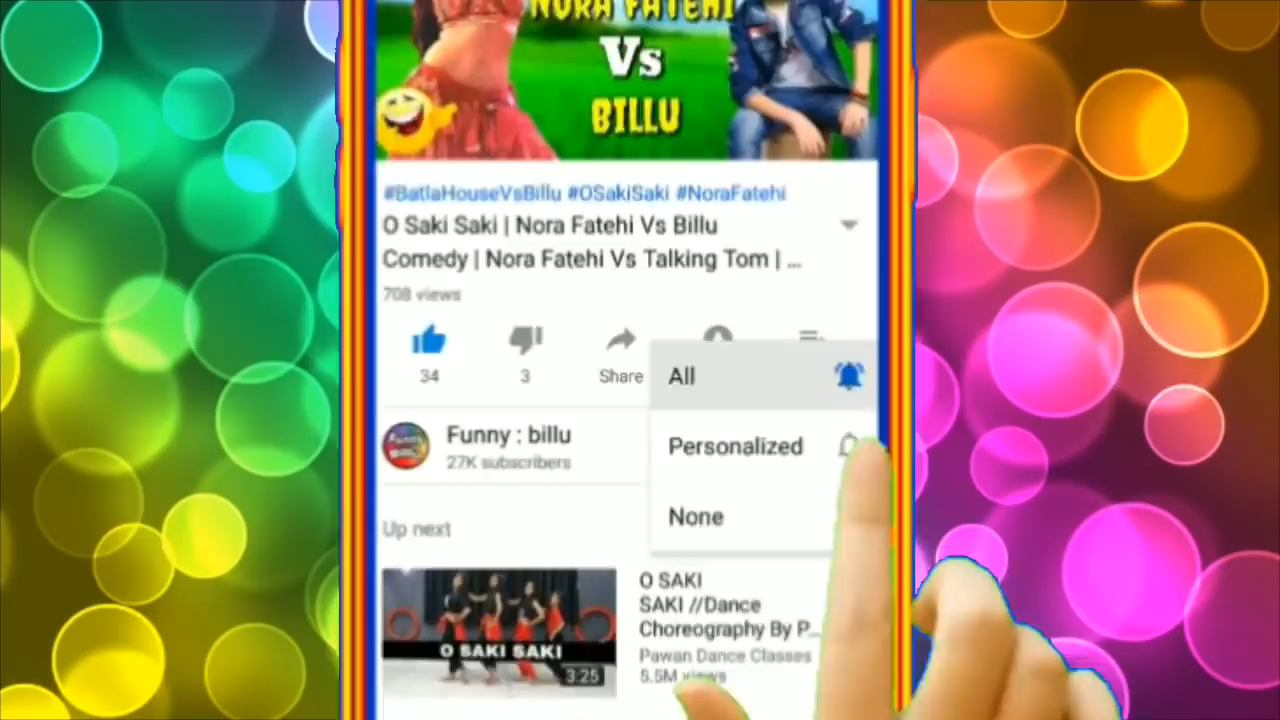 NORA FATEHI
Vs
BILLU
#BatlaHouseVsBillu #OSakiSaki #NoraFatehi
O Saki Saki | Nora Fatehi Vs Billu
Comedy | Nora Fatehi Vs Talking Tom | ...
708 views
34
3
Share
All
Personalized
None
Funny : billu
27K subscribers
Up next
O SAKI SAKI
3:25
O SAKI
SAKI //Dance
Choreography By P...
Pawan Dance Classes
5.5M views